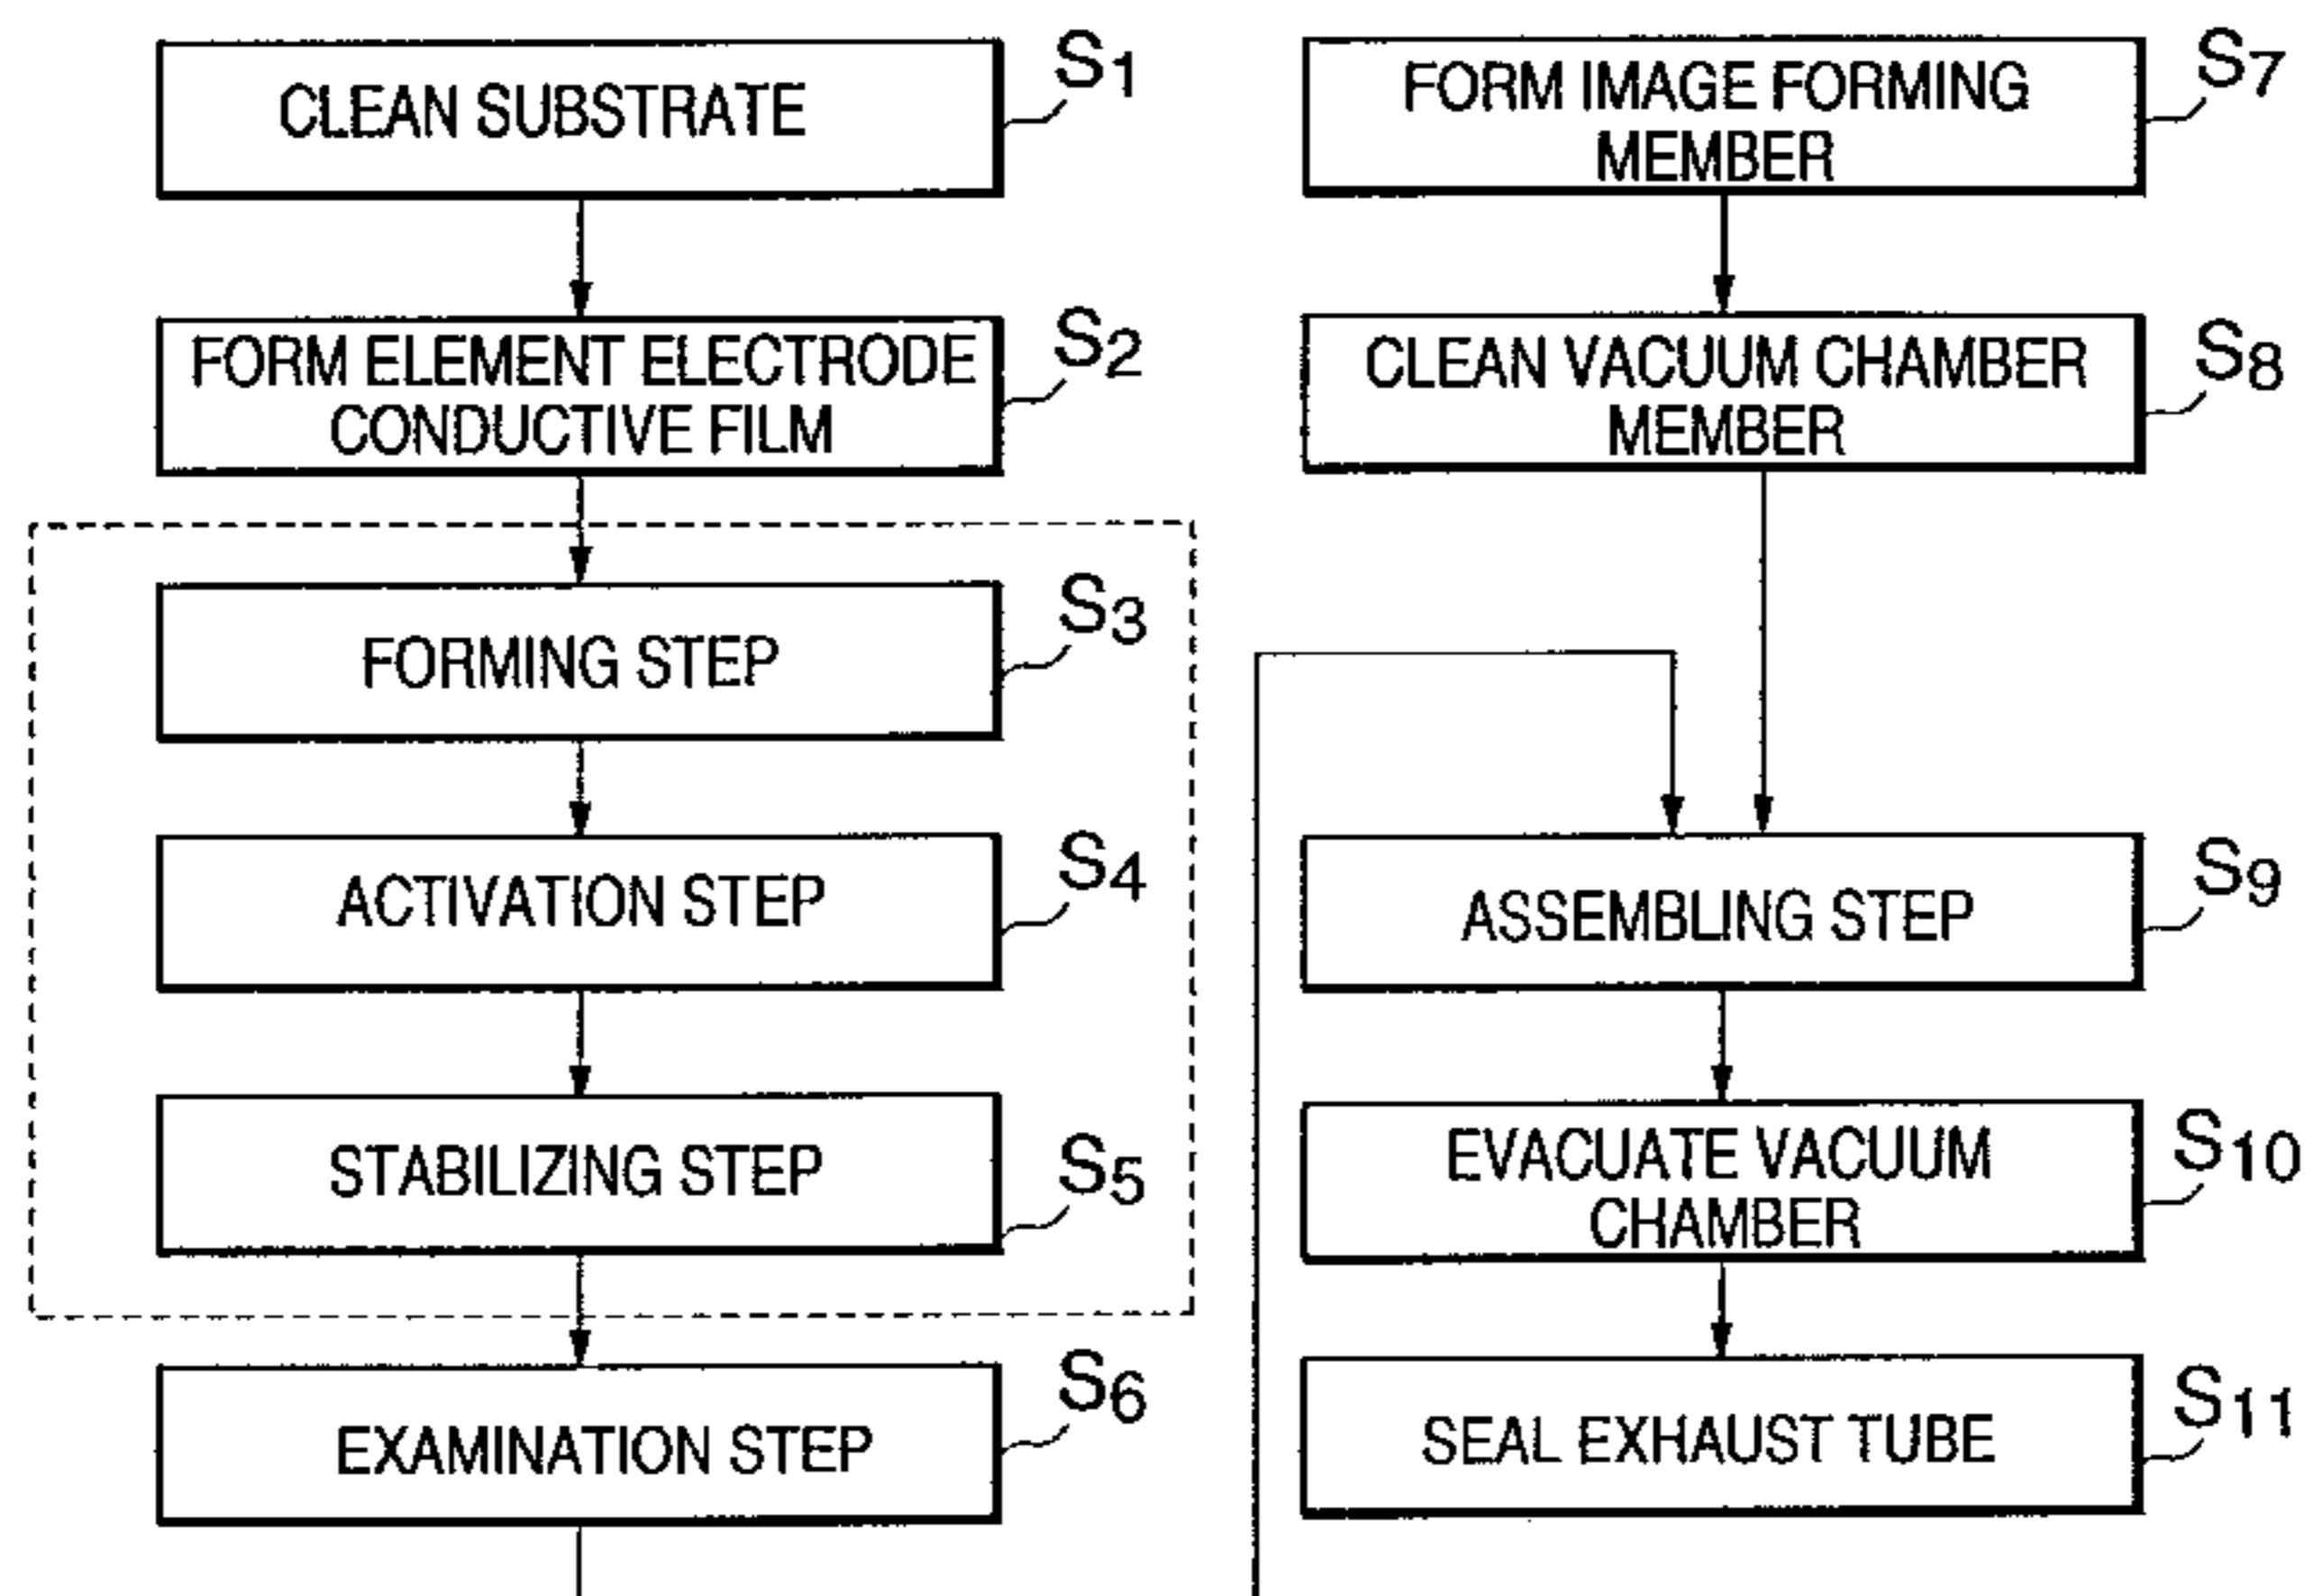 CLEAN SUBSTRATE
S1
FORM ELEMENT ELECTRODE
CONDUCTIVE FILM
S2
FORMING STEP
S3
ACTIVATION STEP
S4
STABILIZING STEP
S5
EXAMINATION STEP
S6
FORM IMAGE FORMING
MEMBER
S7
CLEAN VACUUM CHAMBER
MEMBER
S8
ASSEMBLING STEP
S9
EVACUATE VACUUM
CHAMBER
S10
SEAL EXHAUST TUBE
S11